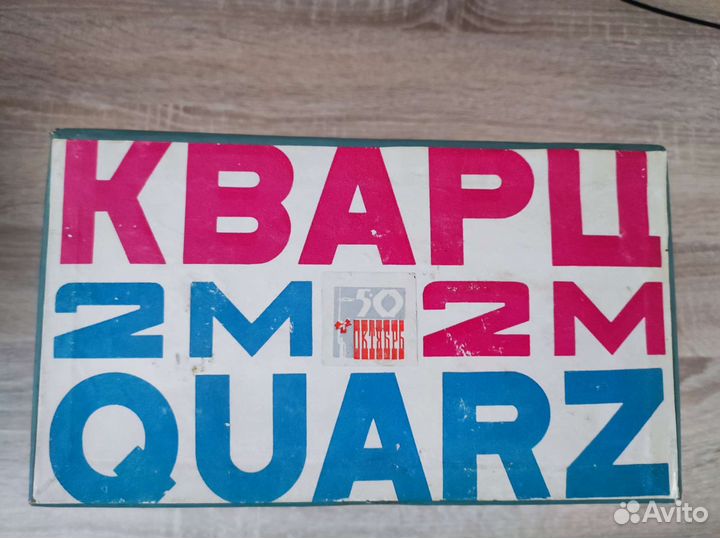 КВАРЦ
2М 2М
50
ОКТЯБРЬ
QUARZ
Avito